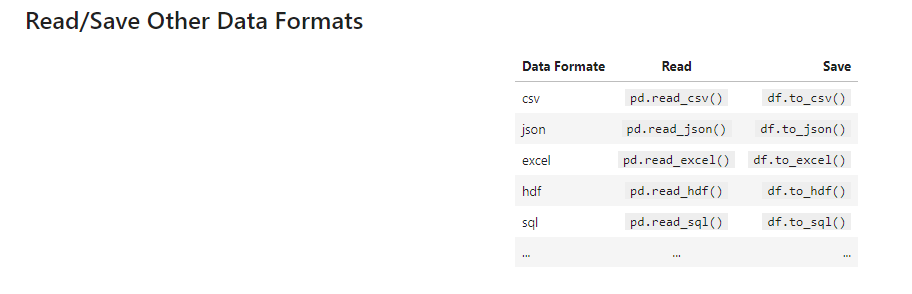 Read/Save Other Data Formats
Data Formate Read Save
csv pd.read_csv() df.to_csv()
json pd.read_json() df.to_json()
excel pd.read_excel() df.to_excel()
hdf pd.read_hdf() df.to_hdf()
sql pd.read_sql() df.to_sql()
... ... ...